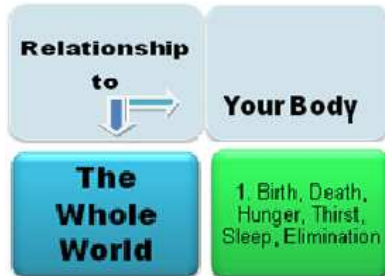 Relationship
to
Your Body
The
Whole
World
1. Birth, Death,
Hunger, Thirst,
Sleep, Elimination